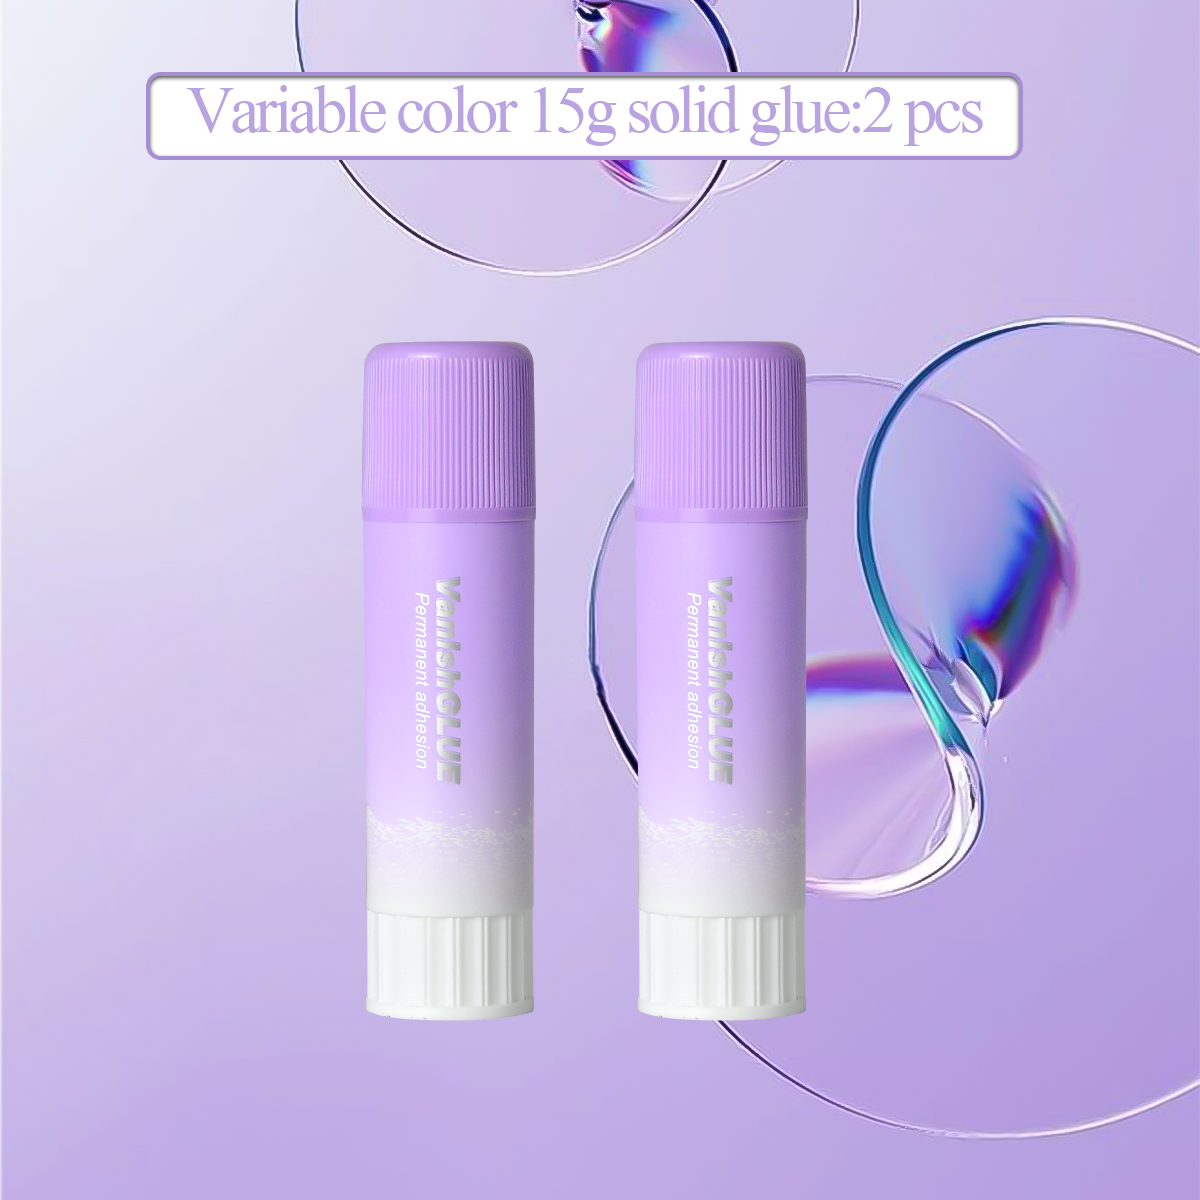 Variable color 15g solid glue:2 pcs
VanishGLUE
Permanent adhesion
VanishGLUE
Permanent adhesion